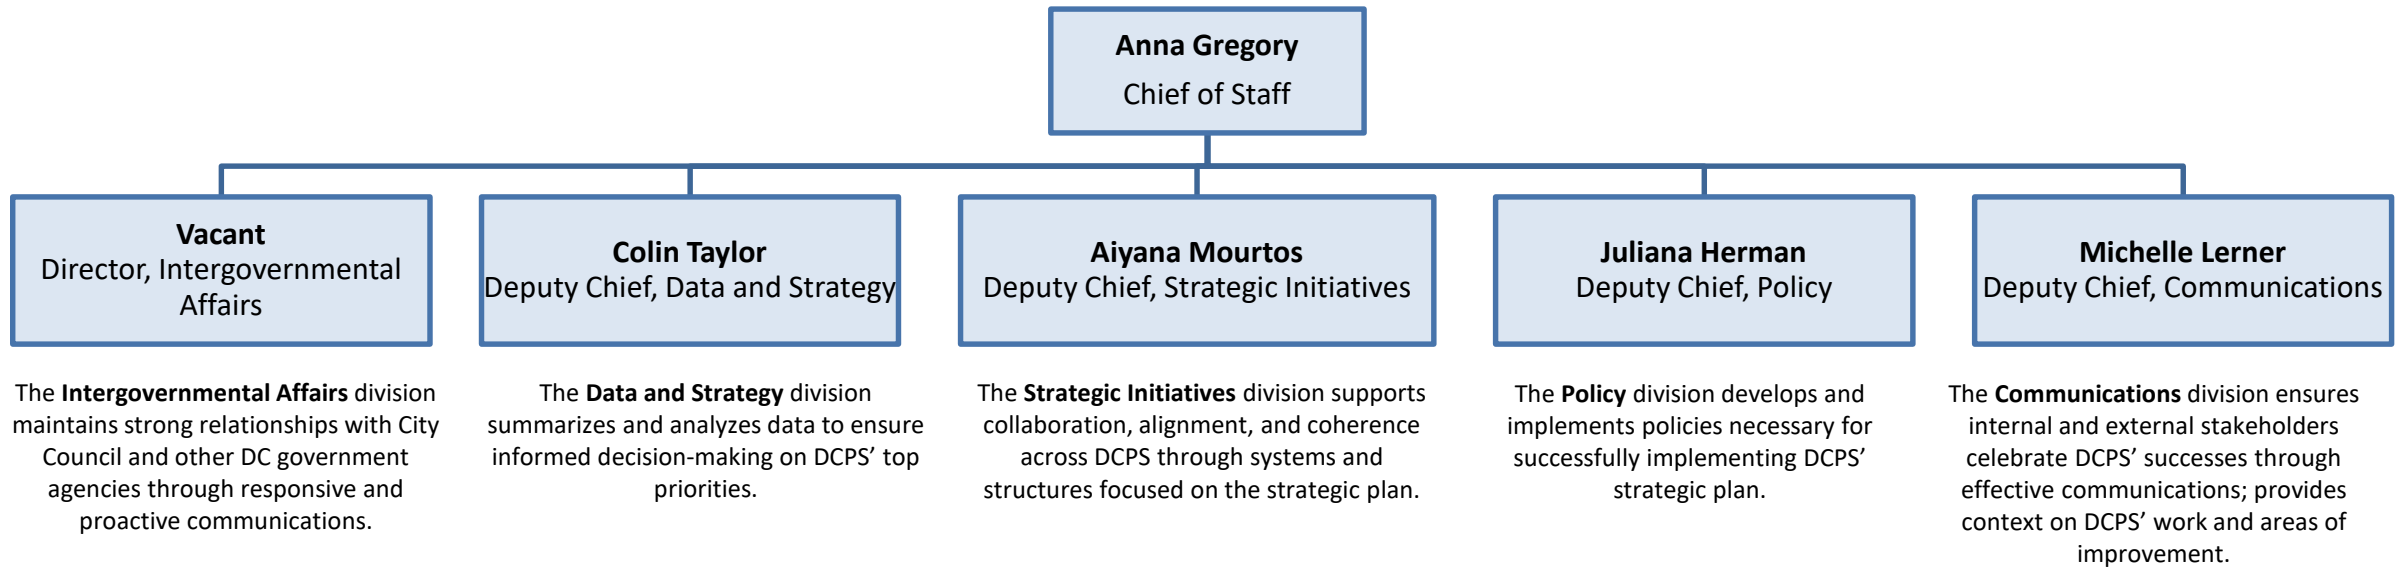 Anna Gregory
Chief of Staff
Vacant
Director, Intergovernmental
Affairs
Colin Taylor
Deputy Chief, Data and Strategy
Aiyana Mourtos
Deputy Chief, Strategic Initiatives
Juliana Herman
Deputy Chief, Policy
Michelle Lerner
Deputy Chief, Communications
The Intergovernmental Affairs division
maintains strong relationships with City
Council and other DC government
agencies through responsive and
proactive communications.
The Data and Strategy division
summarizes and analyzes data to ensure
informed decision-making on DCPS’ top
priorities.
The Strategic Initiatives division supports
collaboration, alignment, and coherence
across DCPS through systems and
structures focused on the strategic plan.
The Policy division develops and
implements policies necessary for
successfully implementing DCPS’
strategic plan.
The Communications division ensures
internal and external stakeholders
celebrate DCPS’ successes through
effective communications; provides
context on DCPS’ work and areas of
improvement.